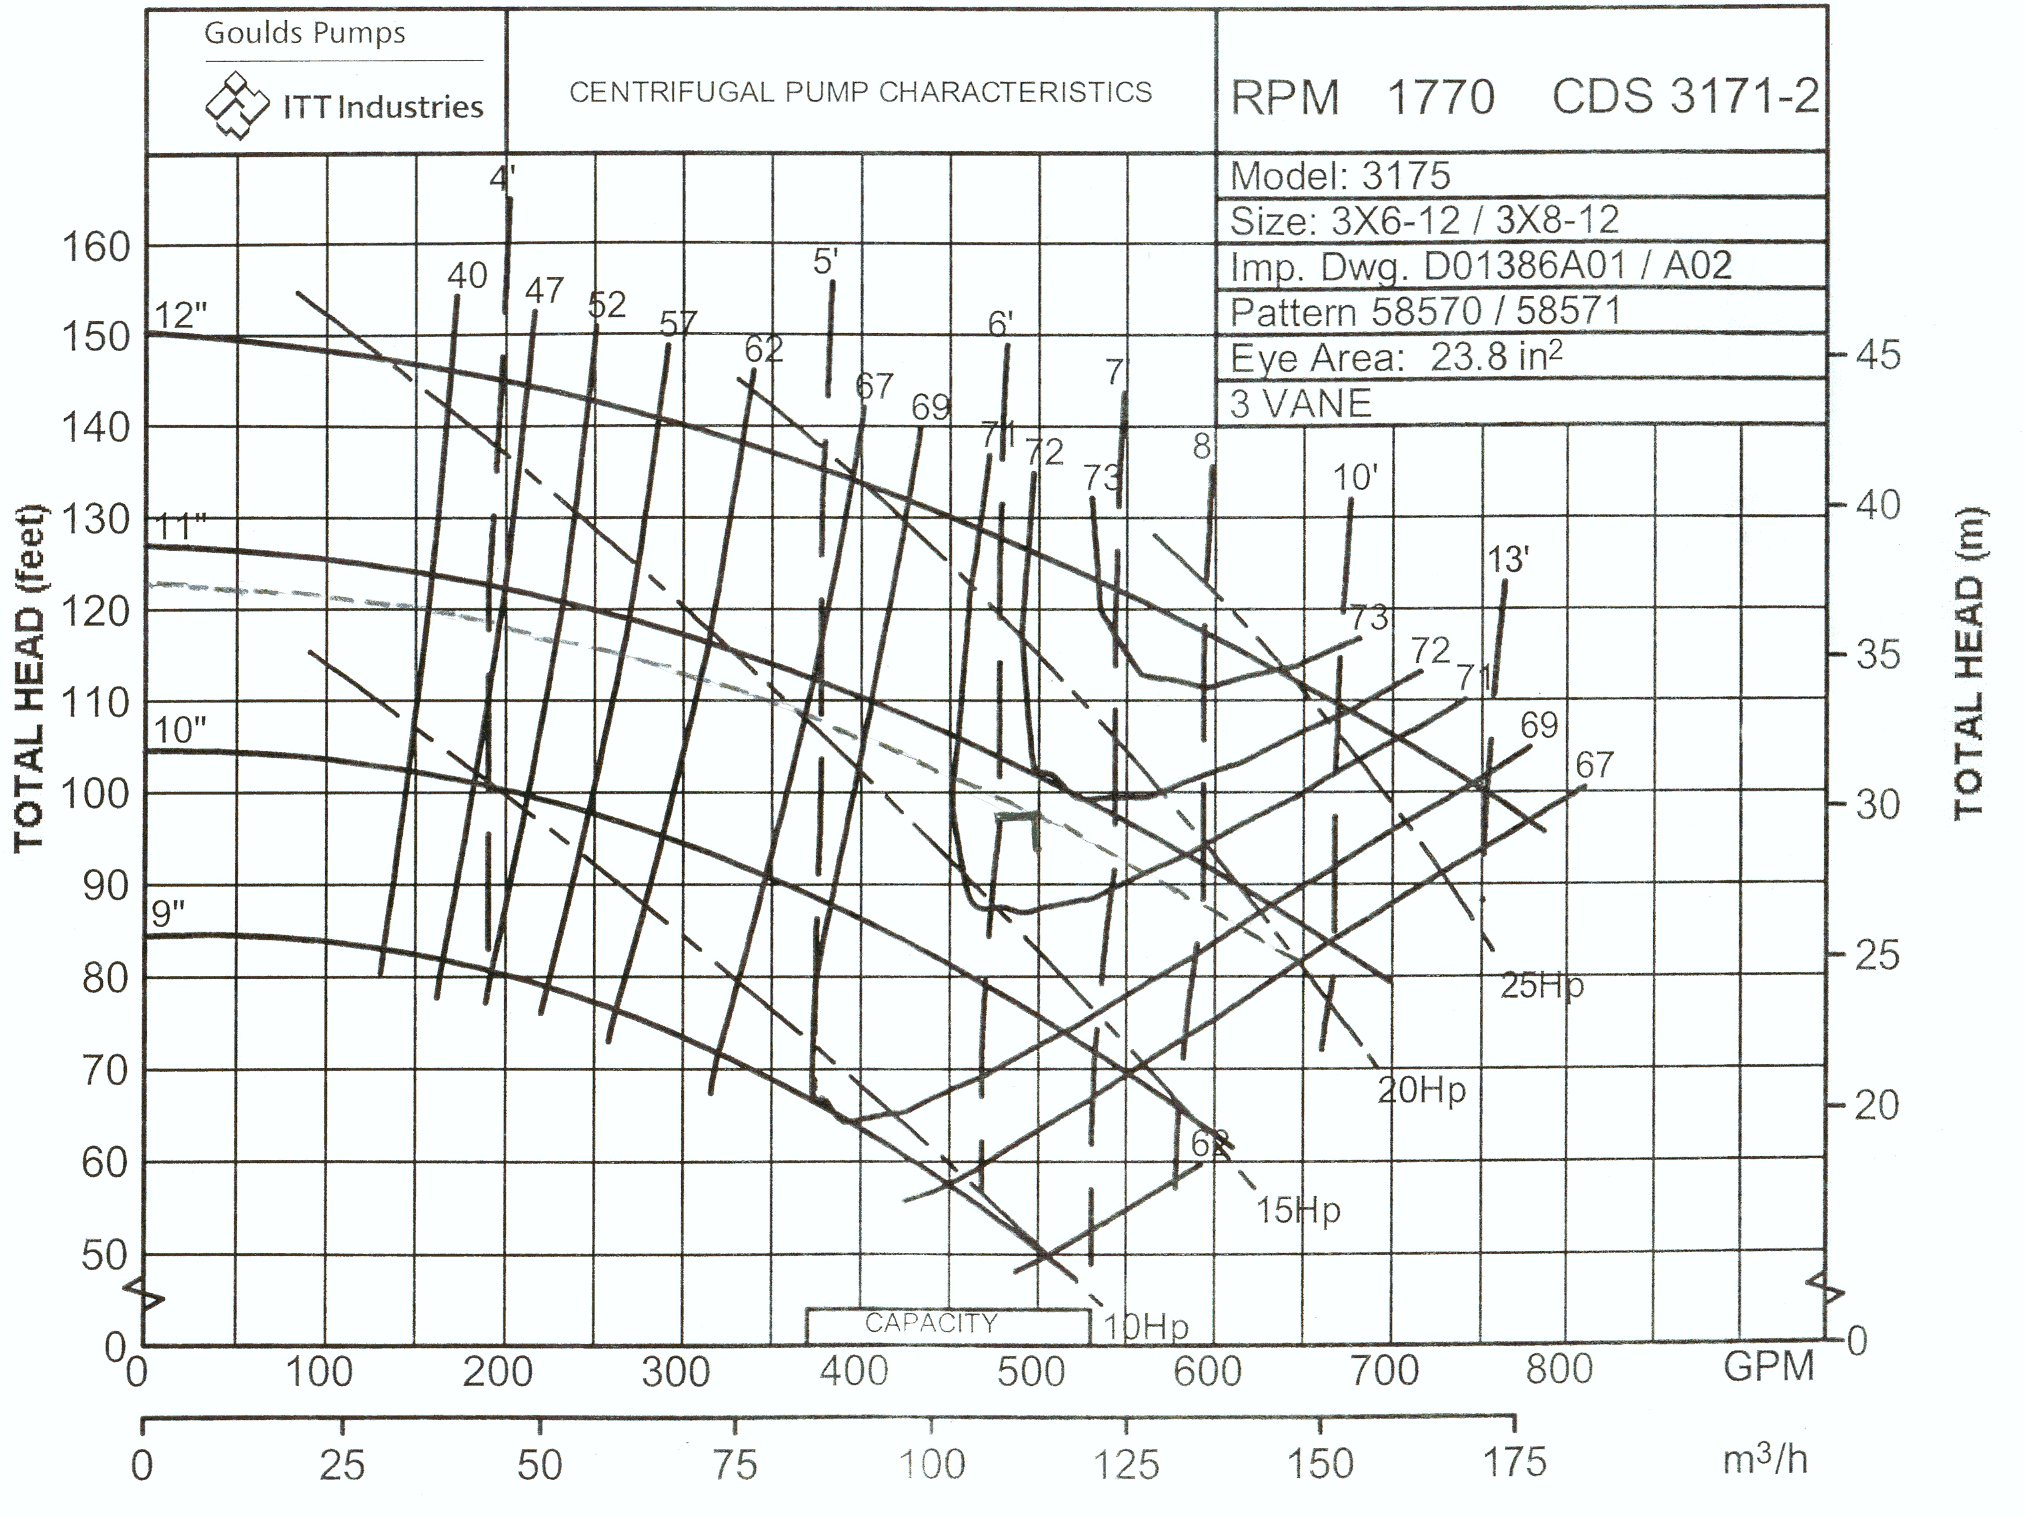 Goulds Pumps
ITT Industries
CENTRIFUGAL PUMP CHARACTERISTICS
RPM 1770 CDS 3171-2
Model: 3175
Size: 3X6-12 / 3X8-12
Imp. Dwg. D01386A01 / A02
Pattern 58570 / 58571
Eye Area: 23.8 in²
3 VANE
4'
5'
6'
7'
8'
10'
13'
40
47
52
57
62
67
69
71
72
73
73
72
71
69
67
62
12"
11"
10"
9"
TOTAL HEAD (feet)
160
150
140
130
120
110
100
90
80
70
60
50
0
TOTAL HEAD (m)
45
40
35
30
25
20
0
25Hp
20Hp
15Hp
10Hp
CAPACITY
0 100 200 300 400 500 600 700 800 GPM
0 25 50 75 100 125 150 175 m³/h